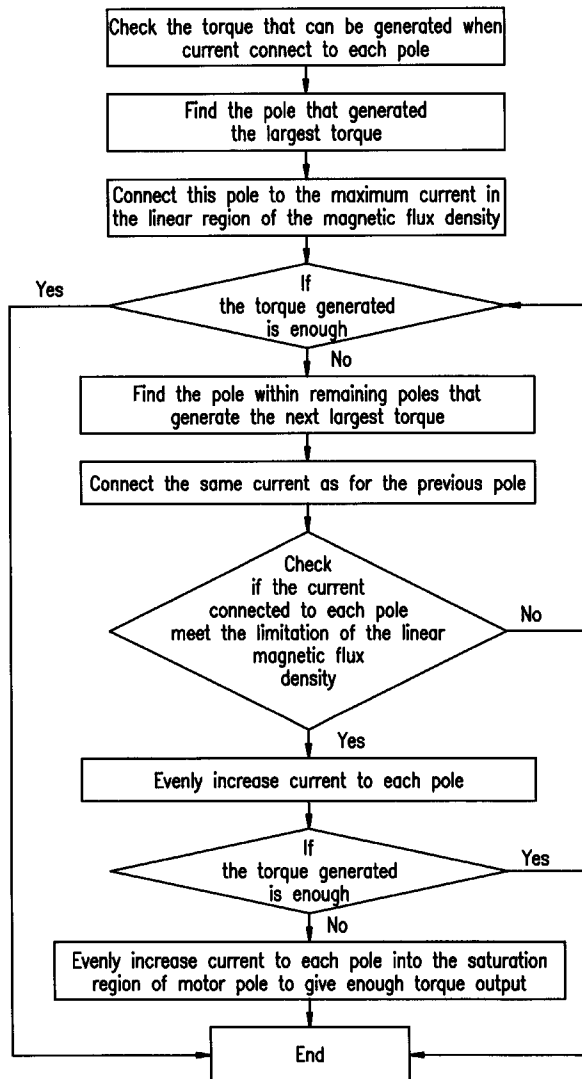 Check the torque that can be generated when
current connect to each pole
Find the pole that generated
the largest torque
Connect this pole to the maximum current in
the linear region of the magnetic flux density
Yes
If
the torque generated
is enough
No
Find the pole within remaining poles that
generate the next largest torque
Connect the same current as for the previous pole
Check
if the current
connected to each pole
meet the limitation of the linear
magnetic flux
density
No
Yes
Evenly increase current to each pole
If
the torque generated
is enough
Yes
No
Evenly increase current to each pole into the saturation
region of motor pole to give enough torque output
End